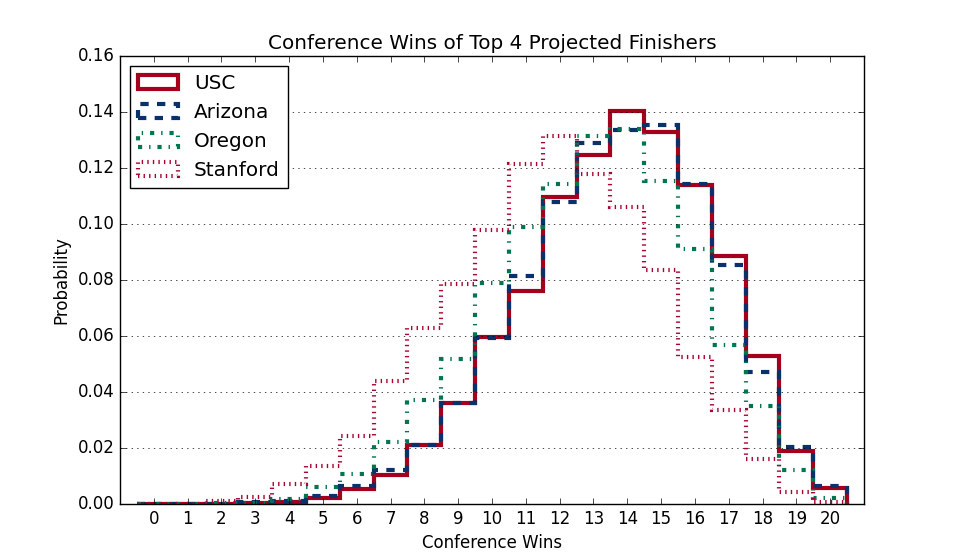 Conference Wins of Top 4 Projected Finishers
0.16
0.14
0.12
0.10
0.08
0.06
0.04
0.02
0.00
Probability
USC
Arizona
Oregon
Stanford
0 1 2 3 4 5 6 7 8 9 10 11 12 13 14 15 16 17 18 19 20
Conference Wins